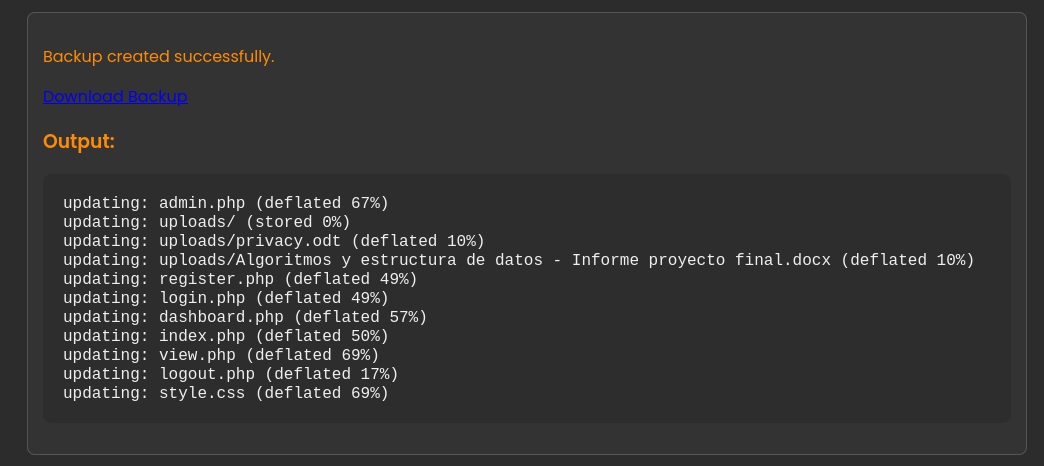 Backup created successfully.
Download Backup
Output:
updating: admin.php (deflated 67%)
updating: uploads/ (stored 0%)
updating: uploads/privacy.odt (deflated 10%)
updating: uploads/Algoritmos y estructura de datos - Informe proyecto final.docx (deflated 10%)
updating: register.php (deflated 49%)
updating: login.php (deflated 49%)
updating: dashboard.php (deflated 57%)
updating: index.php (deflated 50%)
updating: view.php (deflated 69%)
updating: logout.php (deflated 17%)
updating: style.css (deflated 69%)